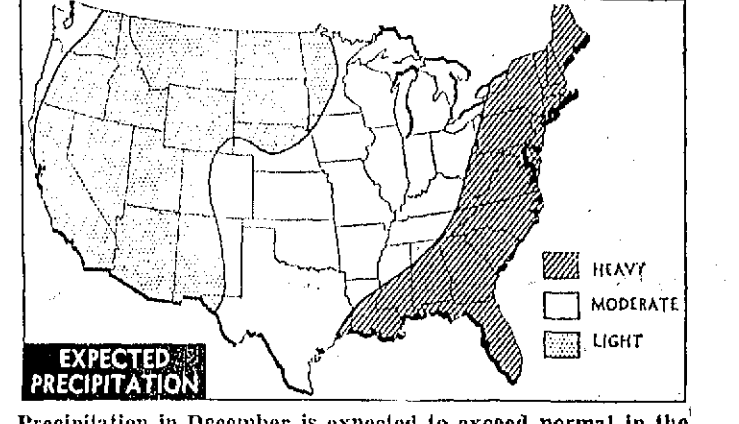 HEAVY
MODERATE
LIGHT
EXPECTED
PRECIPITATION
Precipitation in December is expected to exceed normal in the